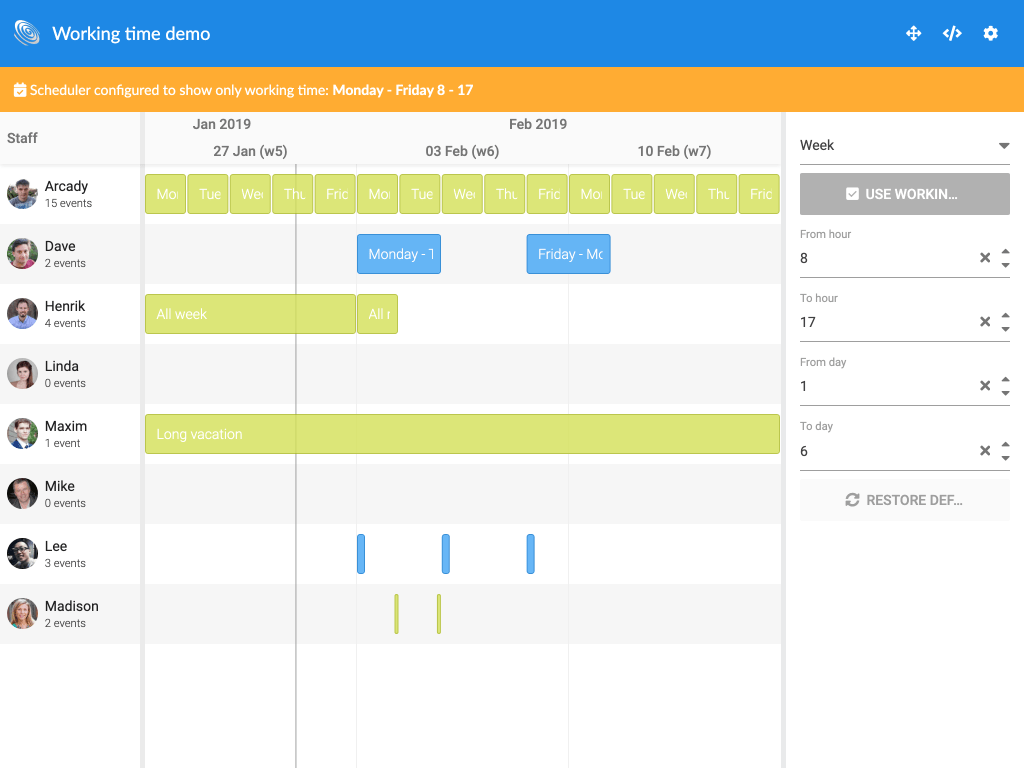 Working time demo
Scheduler configured to show only working time: Monday - Friday 8 - 17
Staff
Jan 2019
Feb 2019
27 Jan (w5)
03 Feb (w6)
10 Feb (w7)
Arcady
15 events
Mo
Tue
We
Thu
Fric
Mo
Tue
We
Thu
Fric
Mo
Tue
We
Thu
Fric
Dave
2 events
Monday - T
Friday - Mo
Henrik
4 events
All week
All
Linda
0 events
Maxim
1 event
Long vacation
Mike
0 events
Lee
3 events
Madison
2 events
Week
USE WORKIN...
From hour
8
To hour
17
From day
1
To day
6
RESTORE DEF...